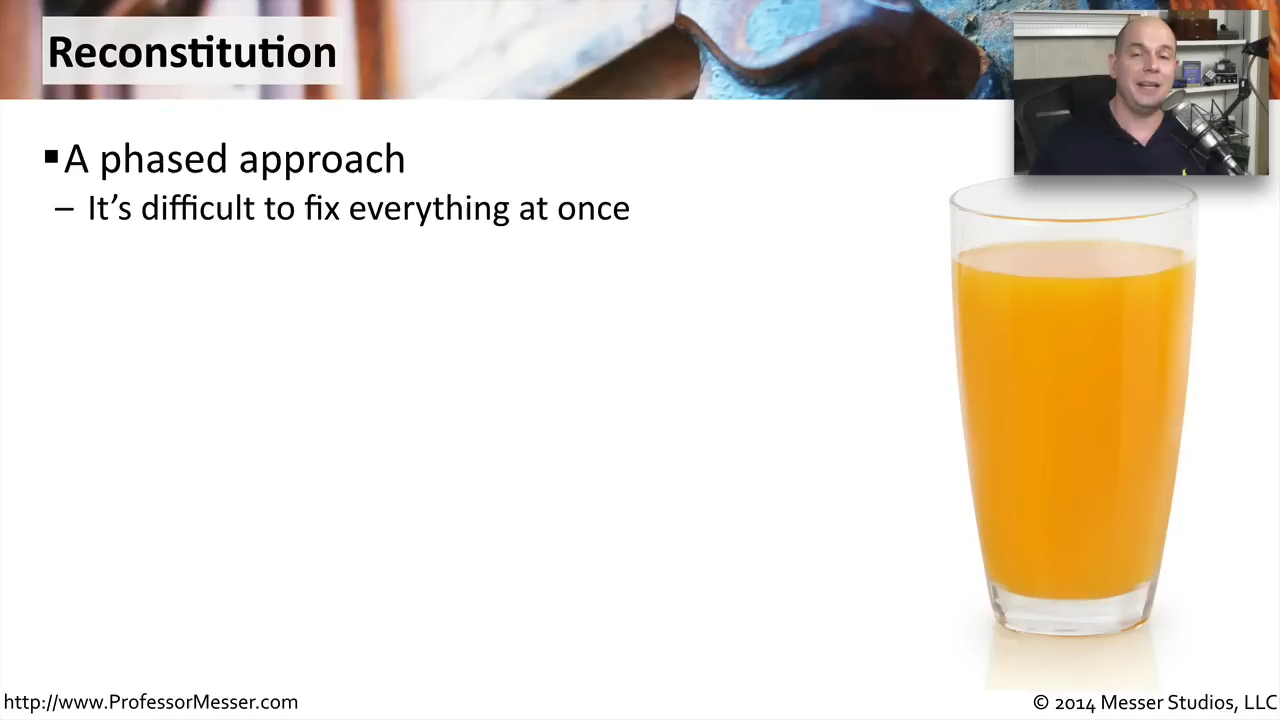 Reconstitution
▪A phased approach
– It’s difficult to fix everything at once
http://www.ProfessorMesser.com
© 2014 Messer Studios, LLC